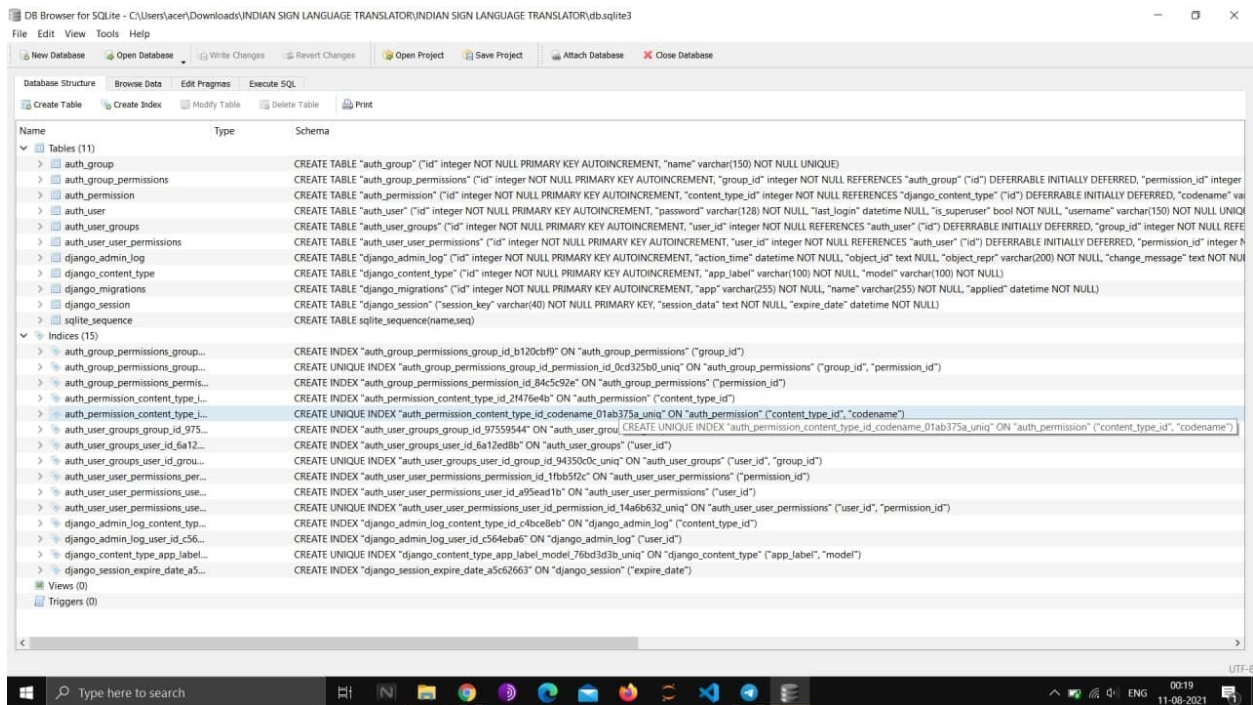 DB Browser for SQLite - C:\Users\acer\Downloads\INDIAN SIGN LANGUAGE TRANSLATOR\INDIAN SIGN LANGUAGE TRANSLATOR\db.sqlite3
File Edit View Tools Help
New Database Open Database Write Changes Revert Changes Open Project Save Project Attach Database Close Database
Database Structure Browse Data Edit Pragmas Execute SQL
Create Table Create Index Modify Table Delete Table Print
Name Type Schema
Tables (11)
auth_group CREATE TABLE "auth_group" ("id" integer NOT NULL PRIMARY KEY AUTOINCREMENT, "name" varchar(150) NOT NULL UNIQUE)
auth_group_permissions CREATE TABLE "auth_group_permissions" ("id" integer NOT NULL PRIMARY KEY AUTOINCREMENT, "group_id" integer NOT NULL REFERENCES "auth_group" ("id") DEFERRABLE INITIALLY DEFERRED, "permission_id" integer
auth_permission CREATE TABLE "auth_permission" ("id" integer NOT NULL PRIMARY KEY AUTOINCREMENT, "content_type_id" integer NOT NULL REFERENCES "django_content_type" ("id") DEFERRABLE INITIALLY DEFERRED, "codename" va
auth_user CREATE TABLE "auth_user" ("id" integer NOT NULL PRIMARY KEY AUTOINCREMENT, "password" varchar(128) NOT NULL, "last_login" datetime NULL, "is_superuser" bool NOT NULL, "username" varchar(150) NOT NULL UNIQ
auth_user_groups CREATE TABLE "auth_user_groups" ("id" integer NOT NULL PRIMARY KEY AUTOINCREMENT, "user_id" integer NOT NULL REFERENCES "auth_user" ("id") DEFERRABLE INITIALLY DEFERRED, "group_id" integer NOT NULL REFE
auth_user_user_permissions CREATE TABLE "auth_user_user_permissions" ("id" integer NOT NULL PRIMARY KEY AUTOINCREMENT, "user_id" integer NOT NULL REFERENCES "auth_user" ("id") DEFERRABLE INITIALLY DEFERRED, "permission_id" integer N
django_admin_log CREATE TABLE "django_admin_log" ("id" integer NOT NULL PRIMARY KEY AUTOINCREMENT, "action_time" datetime NOT NULL, "object_id" text NULL, "object_repr" varchar(200) NOT NULL, "change_message" text NOT NUL
django_content_type CREATE TABLE "django_content_type" ("id" integer NOT NULL PRIMARY KEY AUTOINCREMENT, "app_label" varchar(100) NOT NULL, "model" varchar(100) NOT NULL)
django_migrations CREATE TABLE "django_migrations" ("id" integer NOT NULL PRIMARY KEY AUTOINCREMENT, "app" varchar(255) NOT NULL, "name" varchar(255) NOT NULL, "applied" datetime NOT NULL)
django_session CREATE TABLE "django_session" ("session_key" varchar(40) NOT NULL PRIMARY KEY, "session_data" text NOT NULL, "expire_date" datetime NOT NULL)
sqlite_sequence CREATE TABLE sqlite_sequence(name,seq)
Indices (15)
auth_group_permissions_group... CREATE INDEX "auth_group_permissions_group_id_b120cbf9" ON "auth_group_permissions" ("group_id")
auth_group_permissions_group... CREATE UNIQUE INDEX "auth_group_permissions_group_id_permission_id_0cd325b0_uniq" ON "auth_group_permissions" ("group_id", "permission_id")
auth_group_permissions_permis... CREATE INDEX "auth_group_permissions_permission_id_84c5c92e" ON "auth_group_permissions" ("permission_id")
auth_permission_content_type_i... CREATE INDEX "auth_permission_content_type_id_2f476e4b" ON "auth_permission" ("content_type_id")
auth_permission_content_type_i... CREATE UNIQUE INDEX "auth_permission_content_type_id_codename_01ab375a_uniq" ON "auth_permission" ("content_type_id", "codename")
auth_user_groups_group_id_975... CREATE INDEX "auth_user_groups_group_id_97559544" ON "auth_user_grou CREATE UNIQUE INDEX "auth_permission_content_type_id_codename_01ab375a_uniq" ON "auth_permission" ("content_type_id", "codename")
auth_user_groups_user_id_6a12... CREATE INDEX "auth_user_groups_user_id_6a12ed8b" ON "auth_user_groups" ("user_id")
auth_user_groups_user_id_grou... CREATE UNIQUE INDEX "auth_user_groups_user_id_group_id_94350c0c_uniq" ON "auth_user_groups" ("user_id", "group_id")
auth_user_user_permissions_per... CREATE INDEX "auth_user_user_permissions_permission_id_1fbb5f2c" ON "auth_user_user_permissions" ("permission_id")
auth_user_user_permissions_use... CREATE INDEX "auth_user_user_permissions_user_id_a95ead1b" ON "auth_user_user_permissions" ("user_id")
auth_user_user_permissions_use... CREATE UNIQUE INDEX "auth_user_user_permissions_user_id_permission_id_14a6b632_uniq" ON "auth_user_user_permissions" ("user_id", "permission_id")
django_admin_log_content_typ... CREATE INDEX "django_admin_log_content_type_id_c4bce8eb" ON "django_admin_log" ("content_type_id")
django_admin_log_user_id_c56... CREATE INDEX "django_admin_log_user_id_c564eba6" ON "django_admin_log" ("user_id")
django_content_type_app_label... CREATE UNIQUE INDEX "django_content_type_app_label_model_76bd3d3b_uniq" ON "django_content_type" ("app_label", "model")
django_session_expire_date_a5... CREATE INDEX "django_session_expire_date_a5c62663" ON "django_session" ("expire_date")
Views (0)
Triggers (0)
UTF-8
Type here to search ENG 00:19
11-08-2021